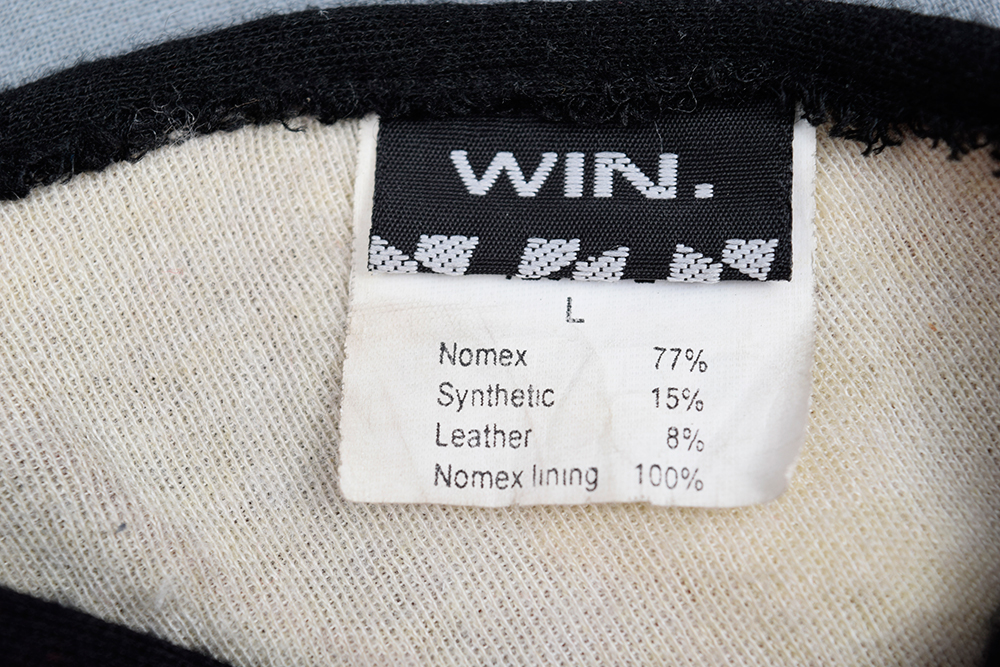 WIN.
L
Nomex 77%
Synthetic 15%
Leather 8%
Nomex lining 100%